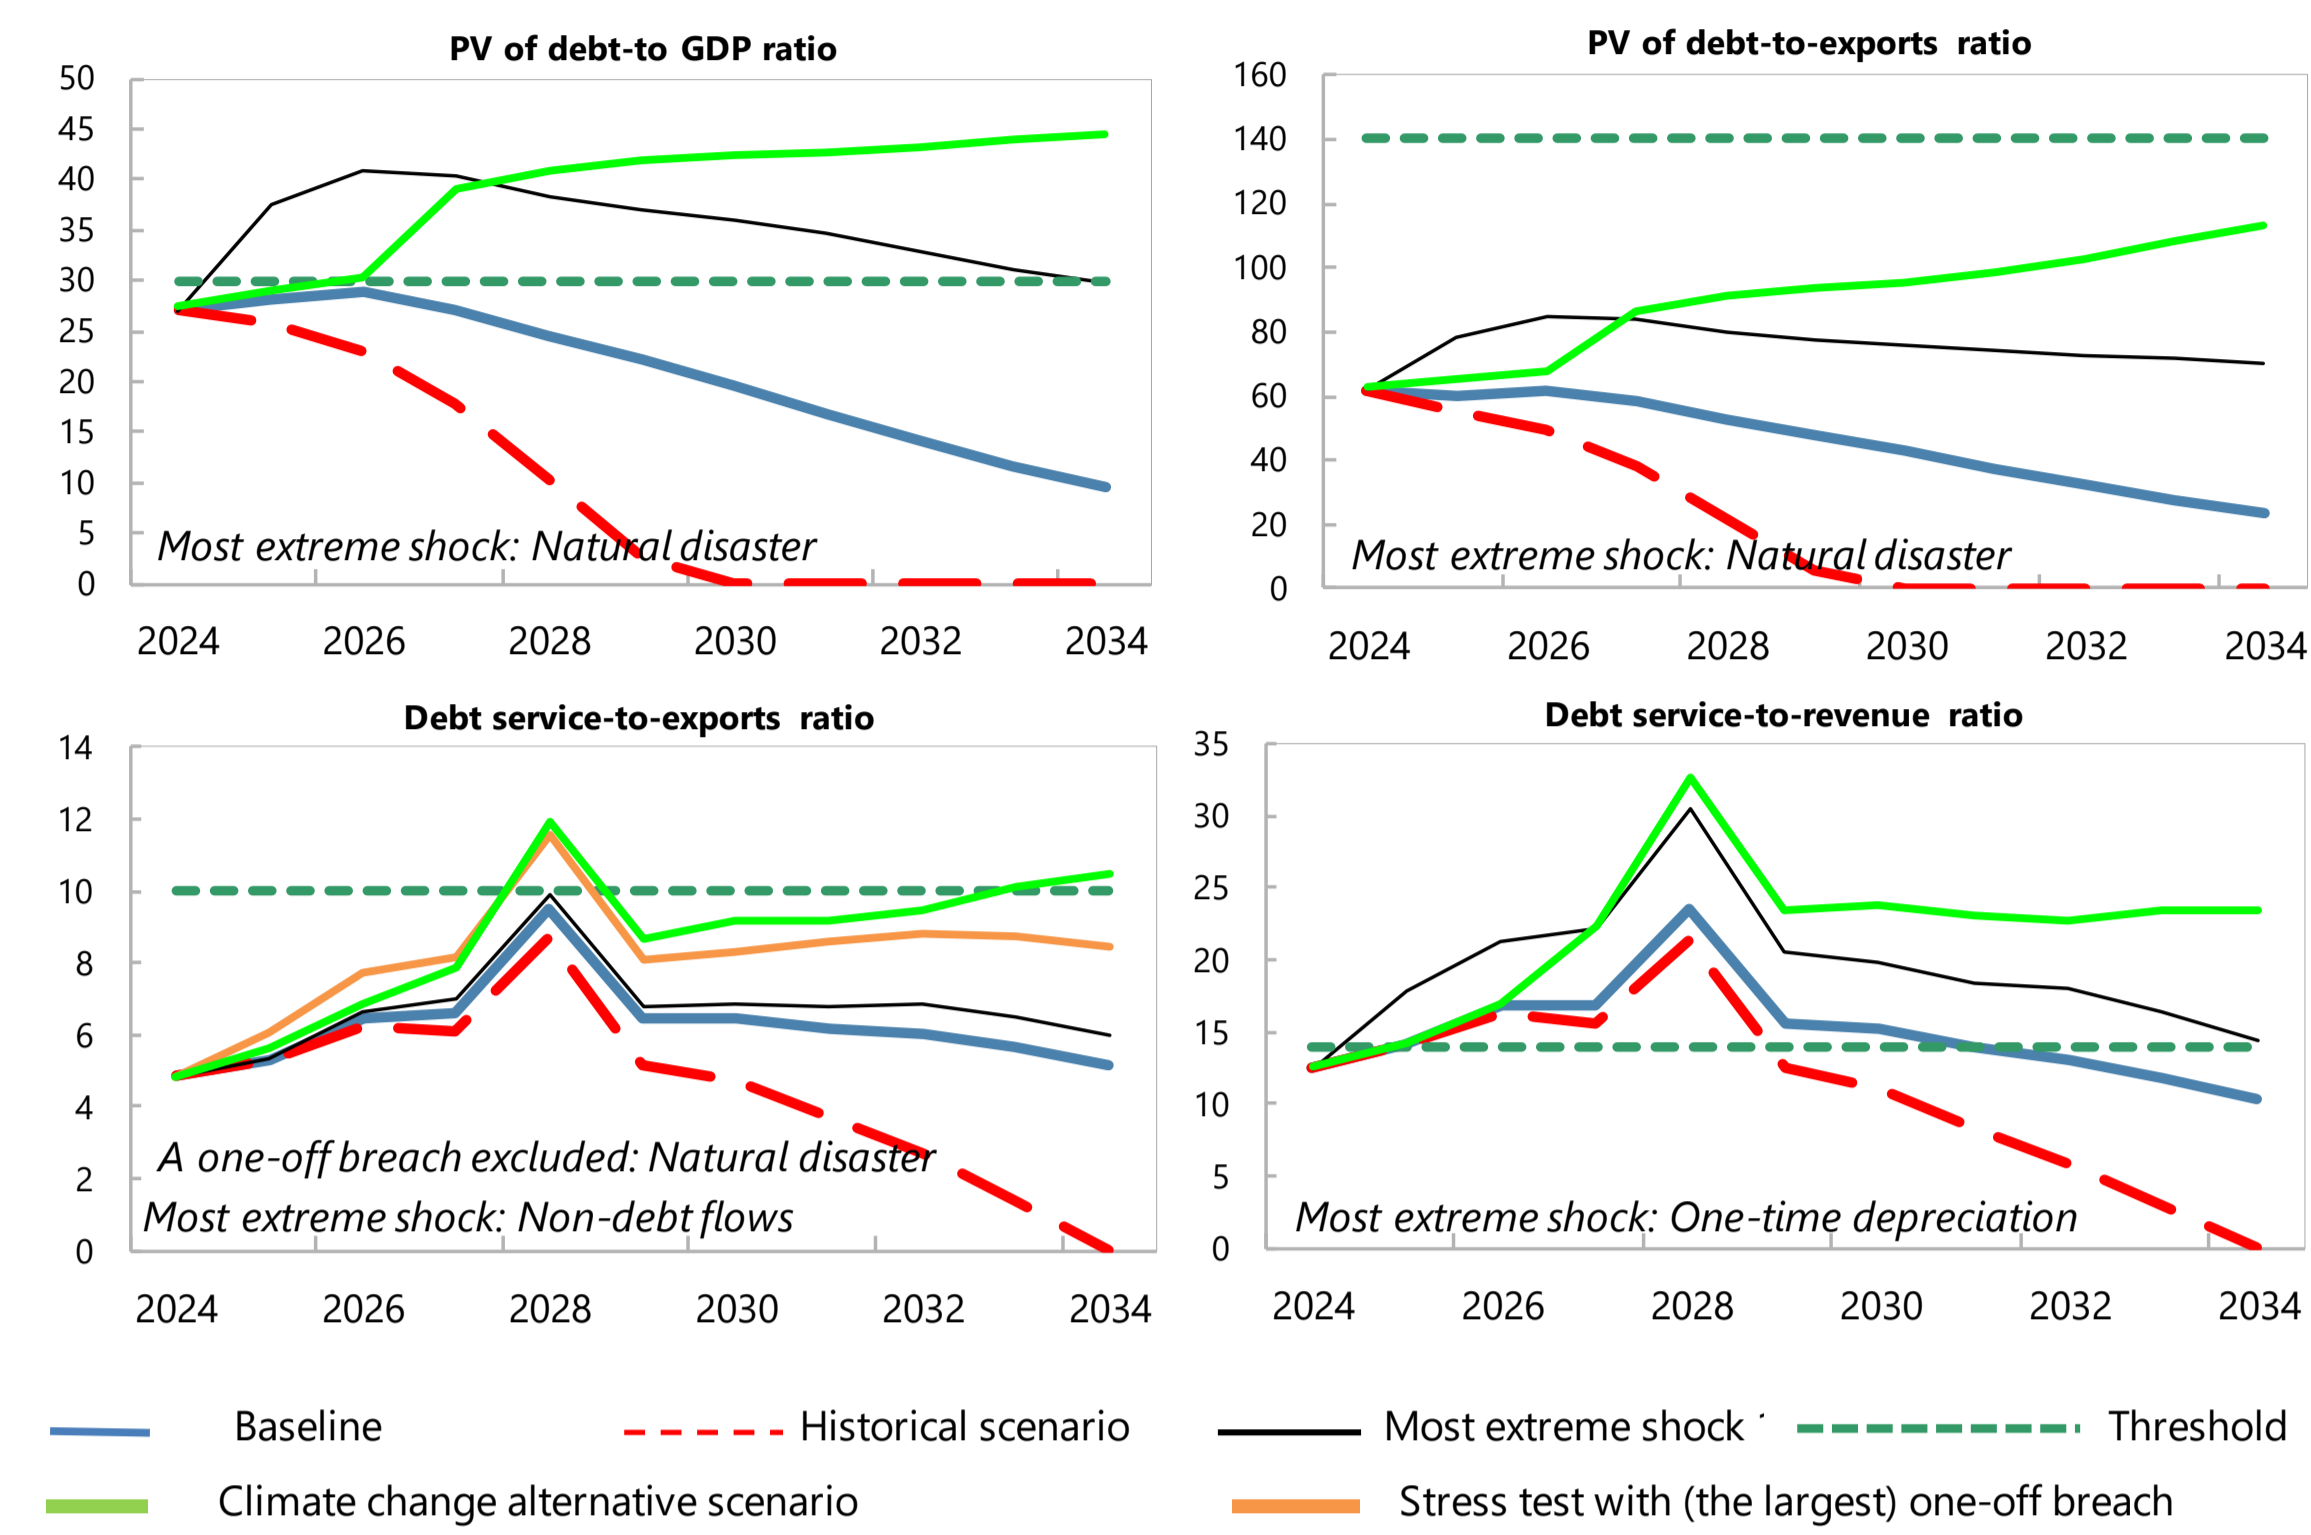 PV of debt-to GDP ratio
50
45
40
35
30
25
20
15
10
5
0
Most extreme shock: Natural disaster
2024 2026 2028 2030 2032 2034
PV of debt-to-exports ratio
160
140
120
100
80
60
40
20
0
Most extreme shock: Natural disaster
2024 2026 2028 2030 2032 2034
Debt service-to-exports ratio
14
12
10
8
6
4
2
0
A one-off breach excluded: Natural disaster
Most extreme shock: Non-debt flows
2024 2026 2028 2030 2032 2034
Debt service-to-revenue ratio
35
30
25
20
15
10
5
0
Most extreme shock: One-time depreciation
2024 2026 2028 2030 2032 2034
Baseline Historical scenario Most extreme shock Threshold
Climate change alternative scenario Stress test with (the largest) one-off breach